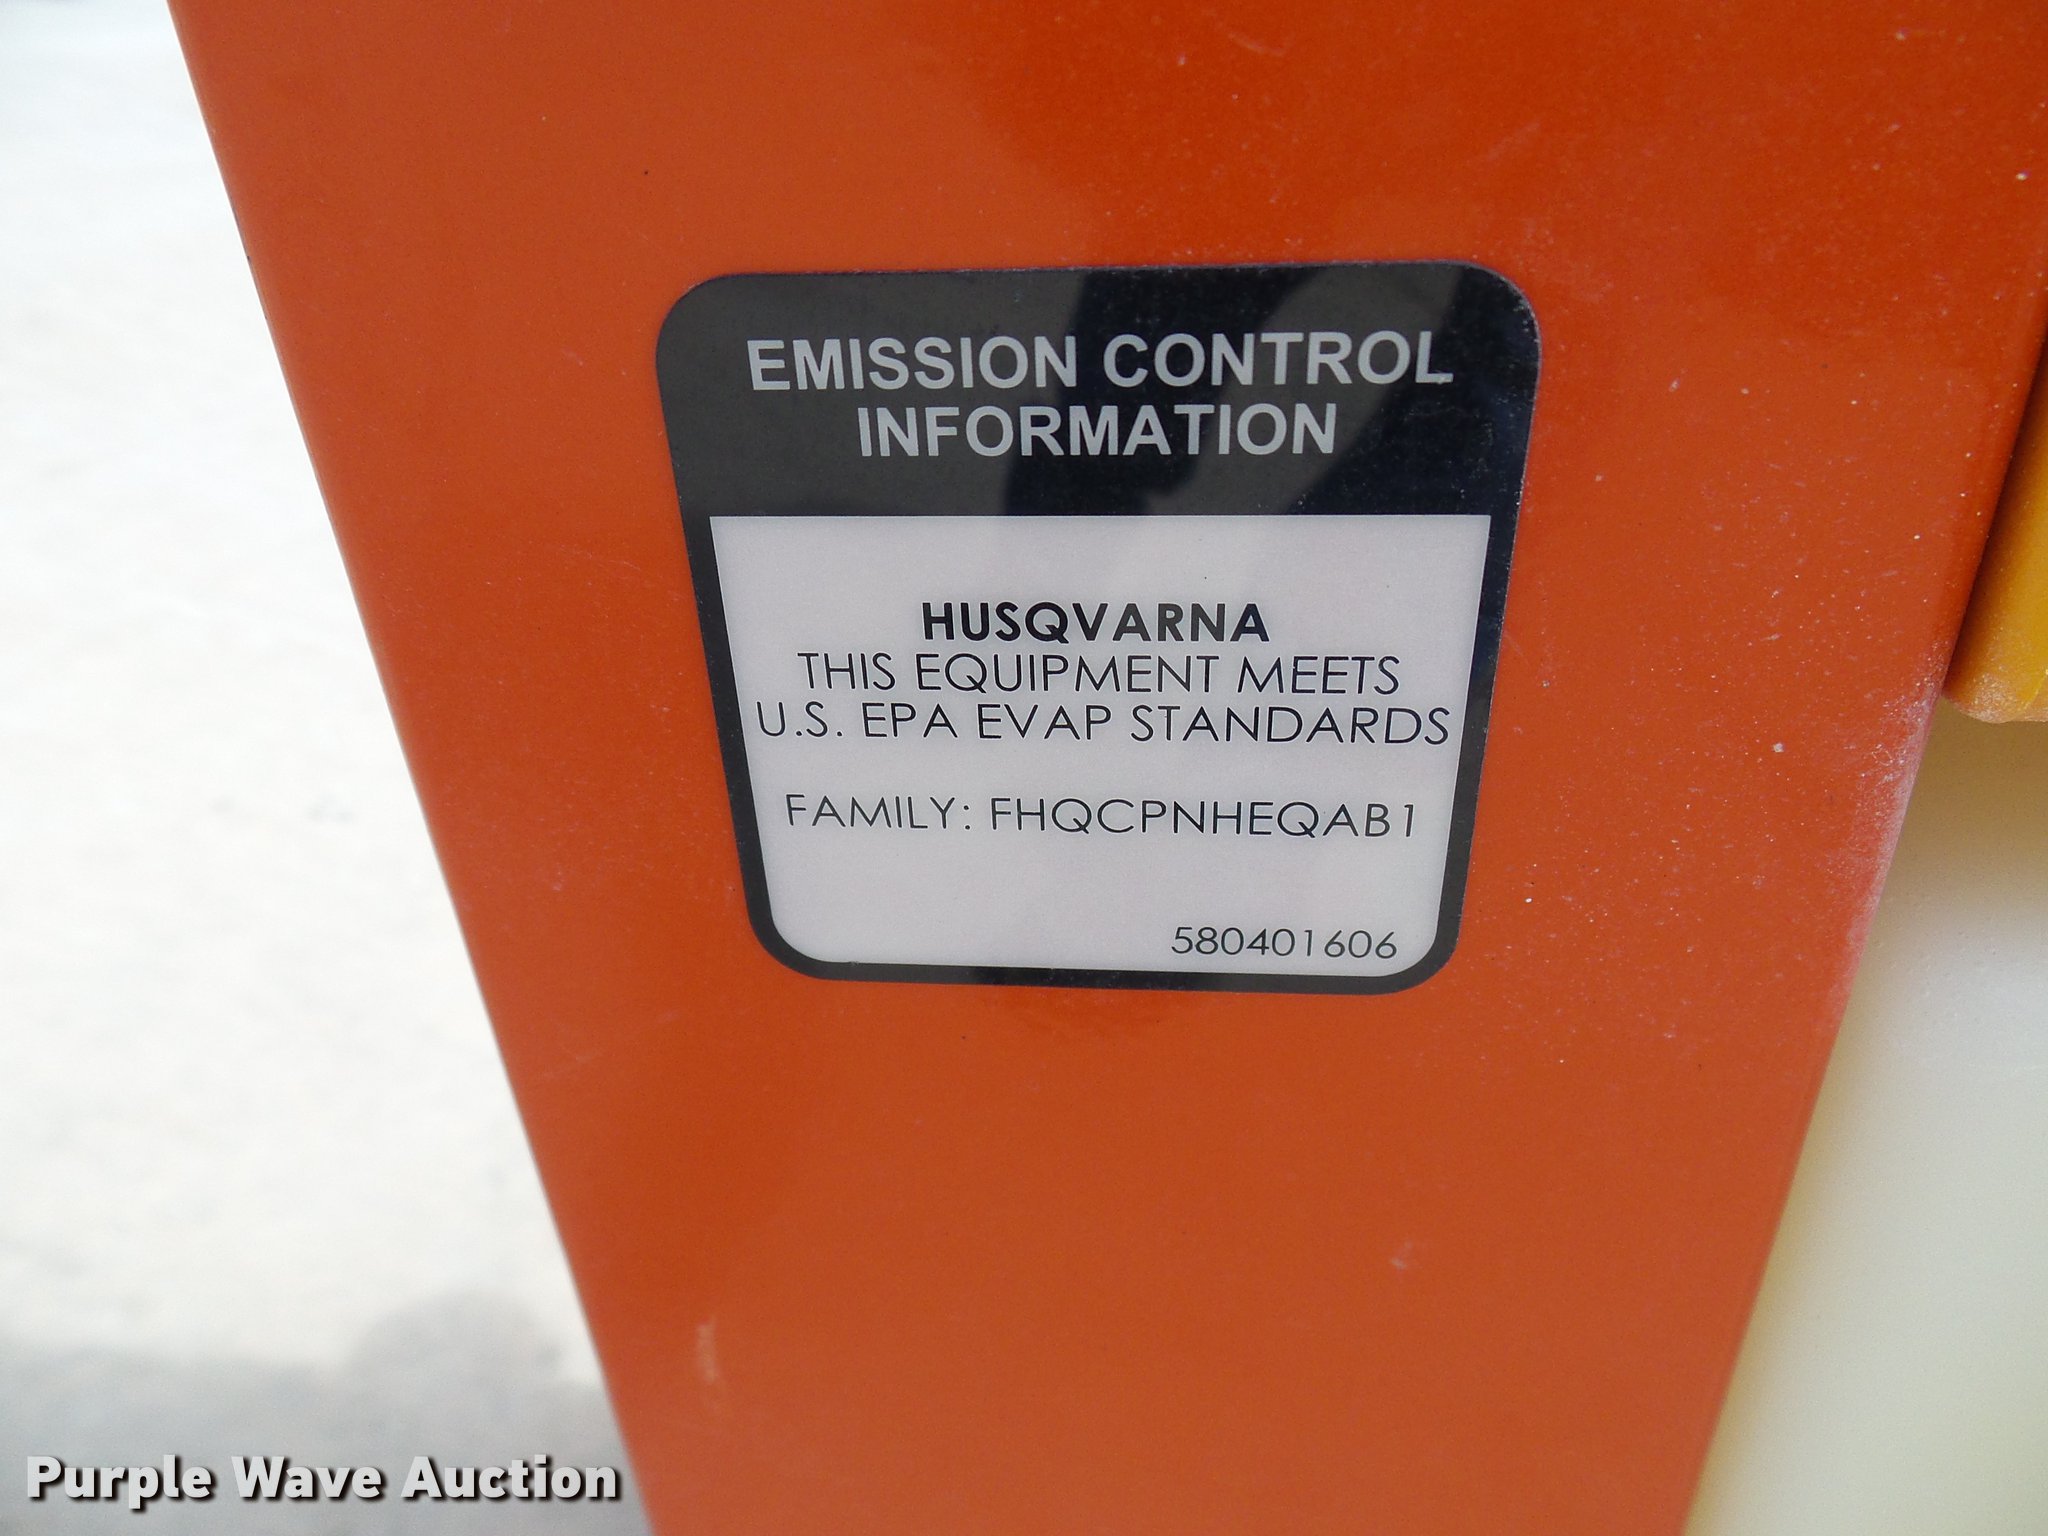 EMISSION CONTROL
INFORMATION
HUSQVARNA
THIS EQUIPMENT MEETS
U.S. EPA EVAP STANDARDS
FAMILY: FHQCPNHEQAB1
580401606
Purple Wave Auction